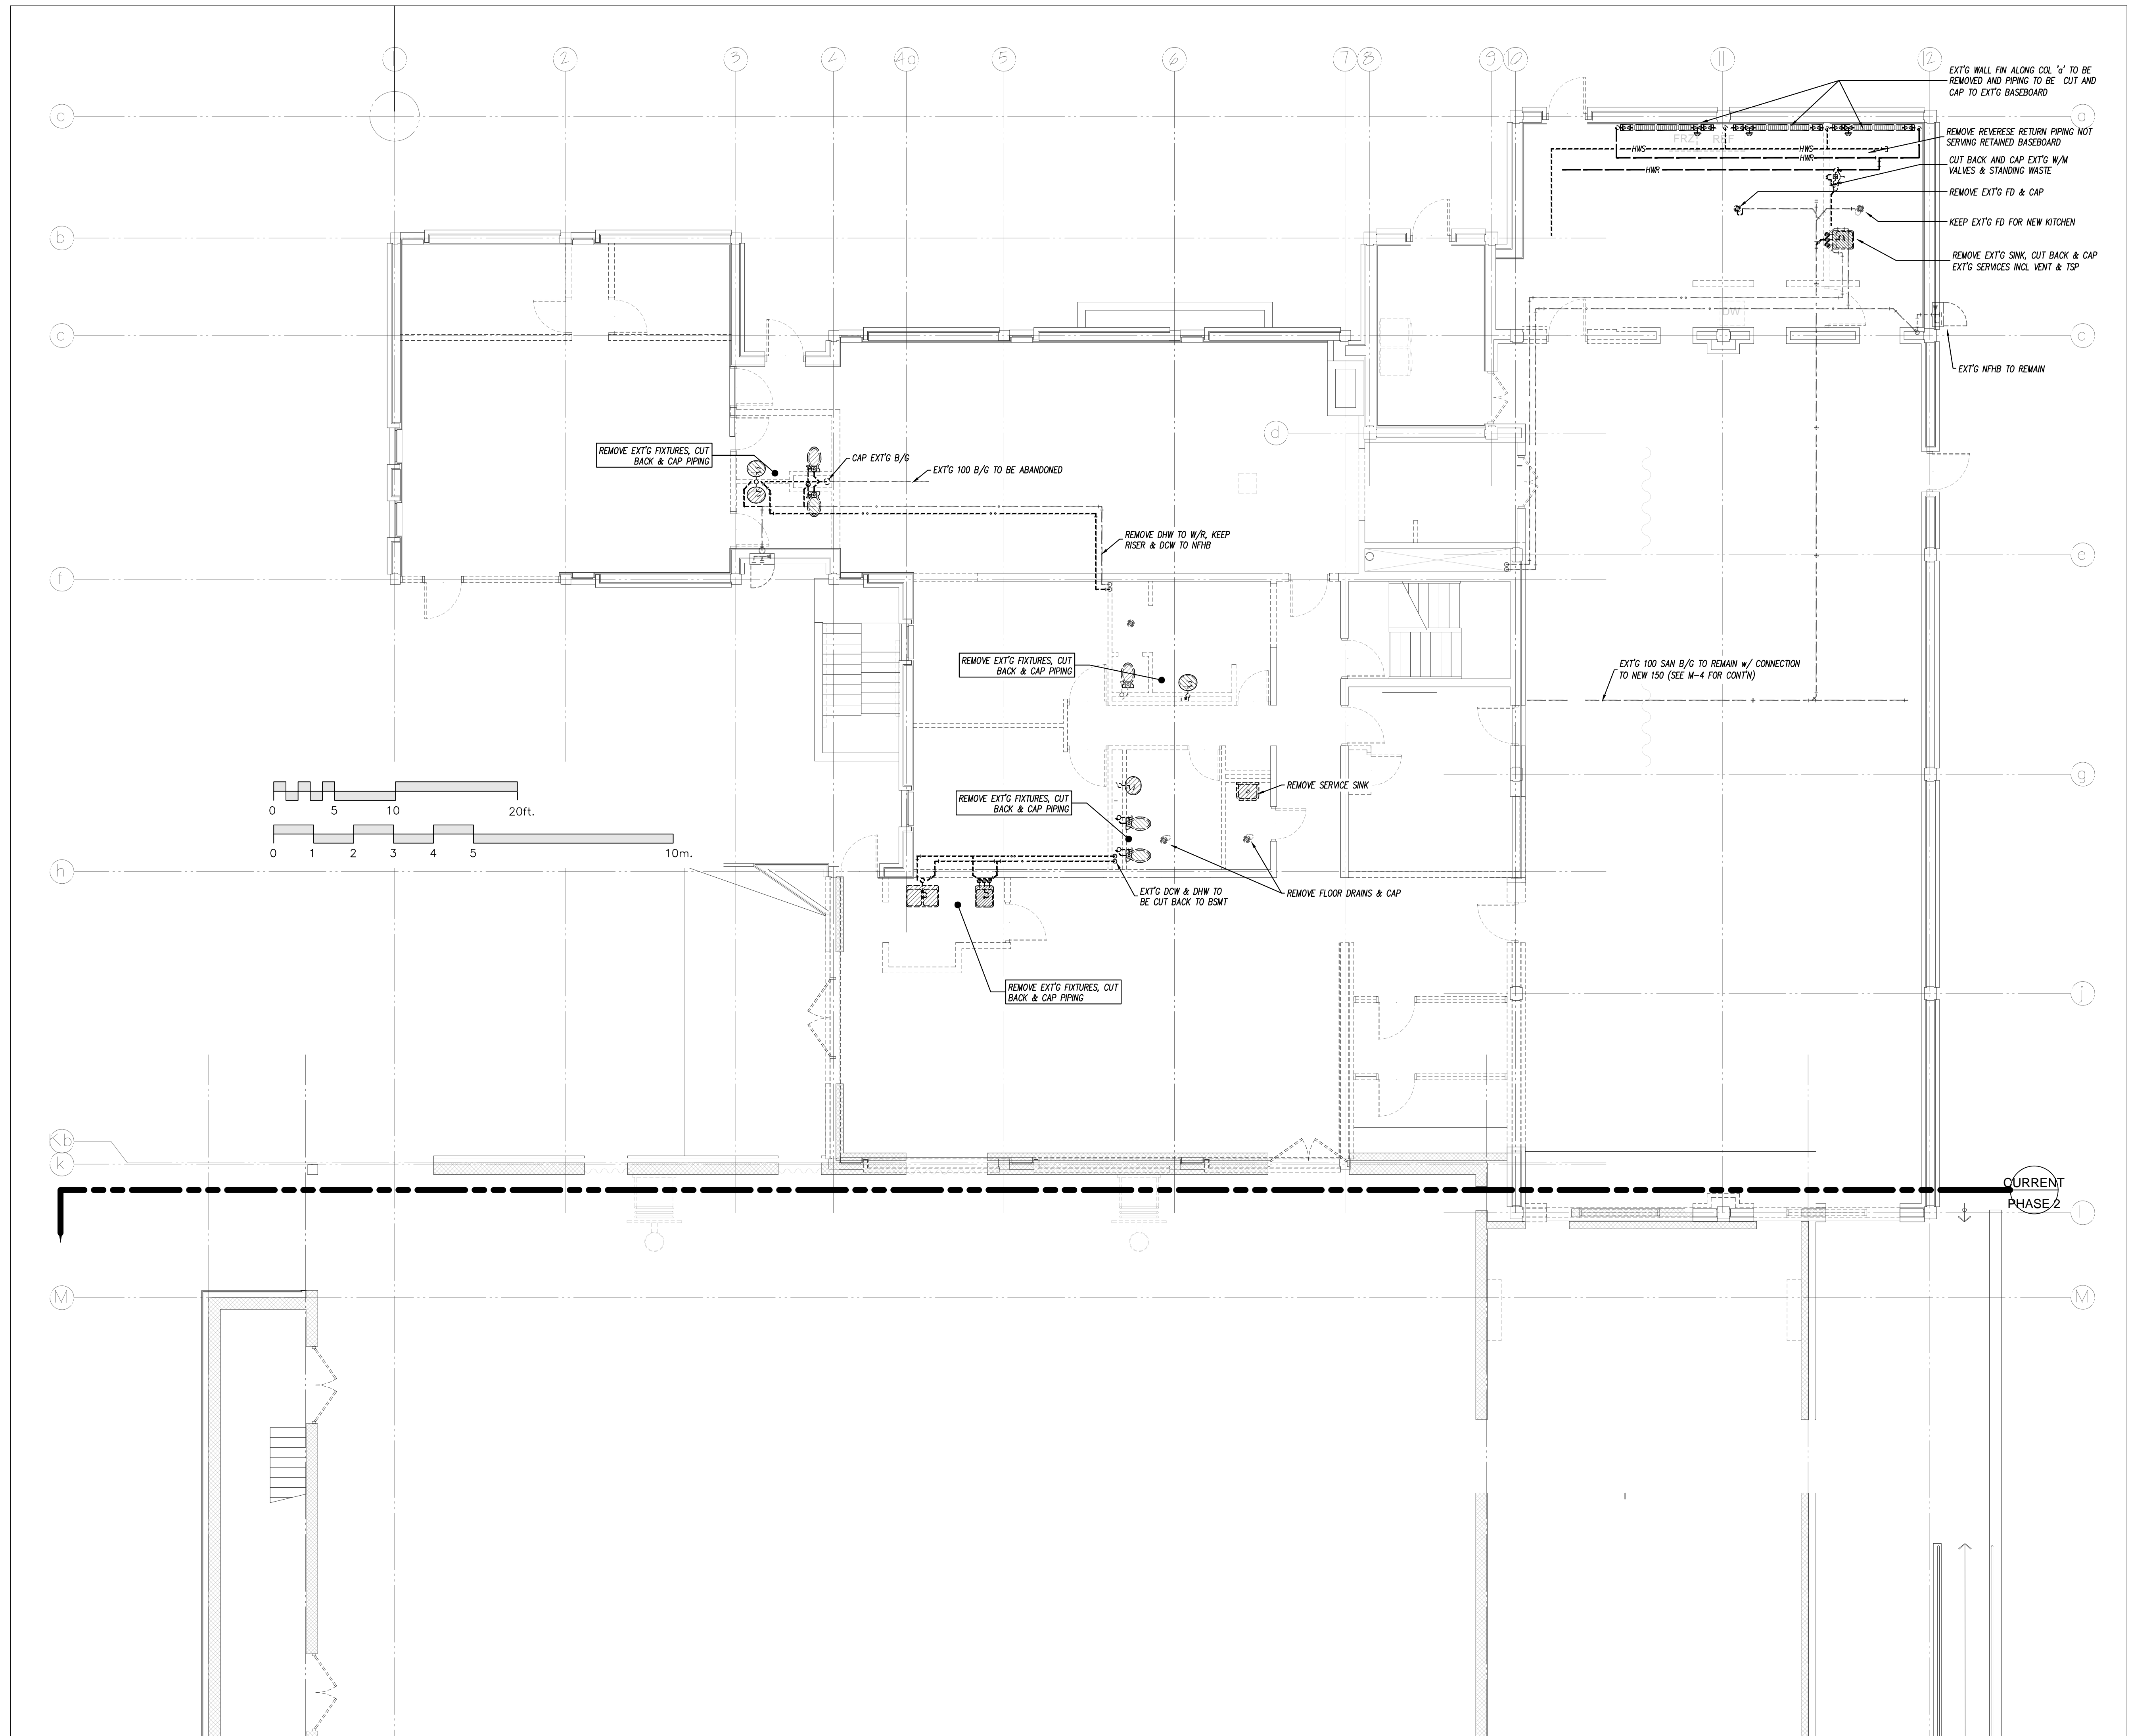 1
2
3
4
4a
5
6
7
8
9
10
11
12
EXT'G WALL FIN ALONG COL 'a' TO BE
REMOVED AND PIPING TO BE CUT AND
CAP TO EXT'G BASEBOARD
a
a
REMOVE REVERESE RETURN PIPING NOT
SERVING RETAINED BASEBOARD
FRZ
REF
HWS
HWS
HWR
HWR
CUT BACK AND CAP EXT'G W/M
VALVES & STANDING WASTE
REMOVE EXT'G FD & CAP
KEEP EXT'G FD FOR NEW KITCHEN
b
REMOVE EXT'G SINK, CUT BACK & CAP
EXT'G SERVICES INCL VENT & TSP
DW
c
c
EXT'G NFHB TO REMAIN
d
REMOVE EXT'G FIXTURES, CUT
BACK & CAP PIPING
CAP EXT'G B/G
EXT'G 100 B/G TO BE ABANDONED
REMOVE DHW TO W/R, KEEP
RISER & DCW TO NFHB
e
f
REMOVE EXT'G FIXTURES, CUT
BACK & CAP PIPING
EXT'G 100 SAN B/G TO REMAIN w/ CONNECTION
TO NEW 150 (SEE M-4 FOR CONT'N)
g
0 5 10 20ft.
0 1 2 3 4 5 10m.
REMOVE SERVICE SINK
REMOVE EXT'G FIXTURES, CUT
BACK & CAP PIPING
h
EXT'G DCW & DHW TO
BE CUT BACK TO BSMT
REMOVE FLOOR DRAINS & CAP
REMOVE EXT'G FIXTURES, CUT
BACK & CAP PIPING
j
Kb
k
CURRENT
PHASE 2
l
M
M